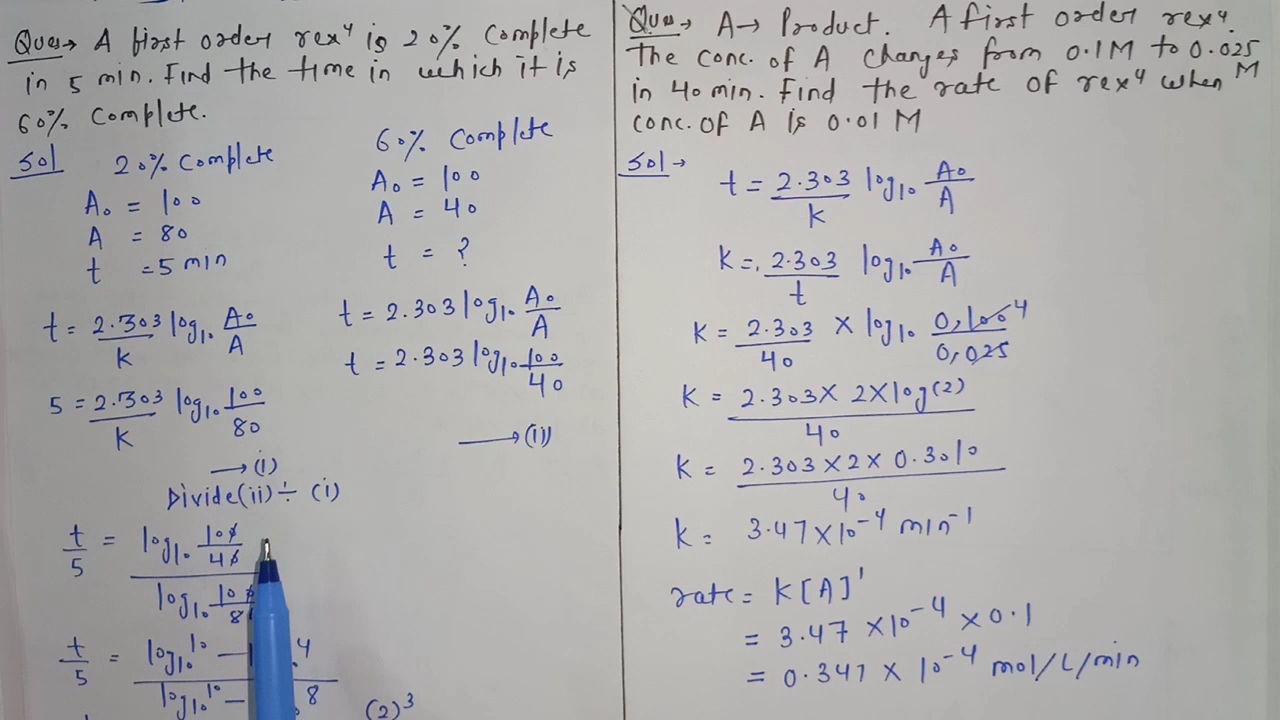 Ques→ A first order rexⁿ is 20% Complete
in 5 min. Find the time in which it is
60% Complete.
Sol 20% Complete
A₀ = 100
A = 80
t = 5 min
60% Complete
A₀ = 100
A = 40
t = ?
t = 2.303/K log₁₀ A₀/A
5 = 2.303/K log₁₀ 100/80
→ (i)
t = 2.303 log₁₀ A₀/A
t = 2.303 log₁₀ 100/40
→ (ii)
Divide (ii) ÷ (i)
t/5 = log₁₀ 100/40 / log₁₀ 100/8
t/5 = log₁₀ 10 – 4 / log₁₀ 10 – 8
(2)³
Ques→ A → Product. A first order rexⁿ.
The conc. of A changes from 0.1M to 0.025
M
in 40 min. Find the rate of rexⁿ when
conc. of A is 0.01 M
Sol→
t = 2.303/K log₁₀ A₀/A
K = 2.303/t log₁₀ A₀/A
K = 2.303/40 × log₁₀ 0.100/0.025 4
K = 2.303 × 2 × log(2)/40
K = 2.303 × 2 × 0.3010/40
K = 3.47 × 10⁻⁴ min⁻¹
rate = K[A]¹
= 3.47 × 10⁻⁴ × 0.1
= 0.347 × 10⁻⁴ mol/L/min